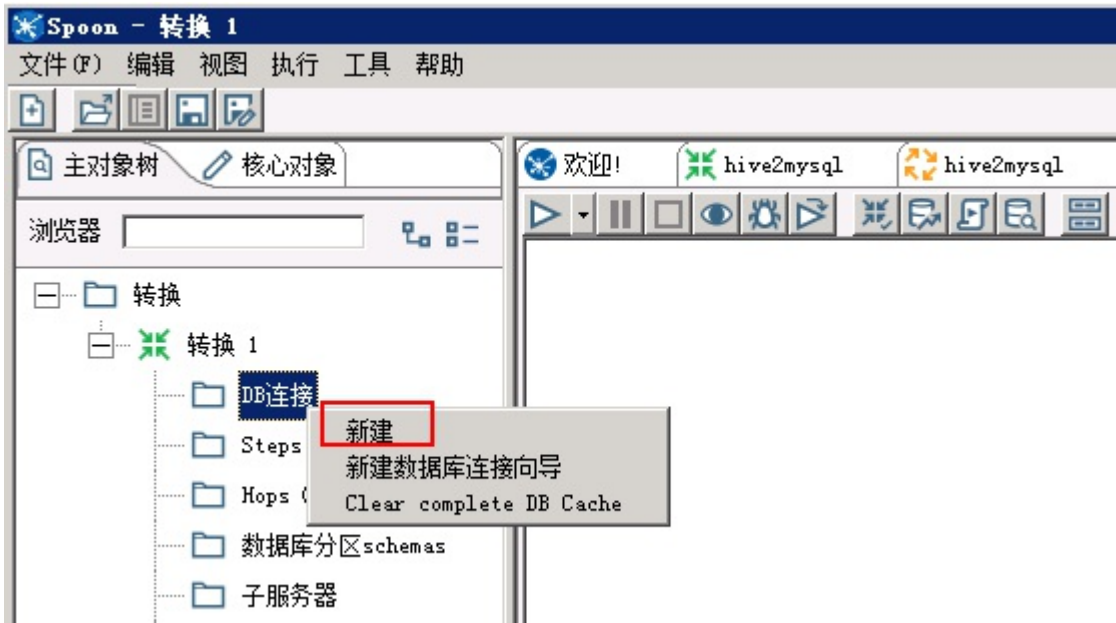 Spoon - 转换 1
文件(F) 编辑 视图 执行 工具 帮助
主对象树 核心对象
欢迎! hive2mysql hive2mysql
浏览器
转换
转换 1
DB连接
新建
Steps
新建数据库连接向导
Hops (
Clear complete DB Cache
数据库分区schemas
子服务器